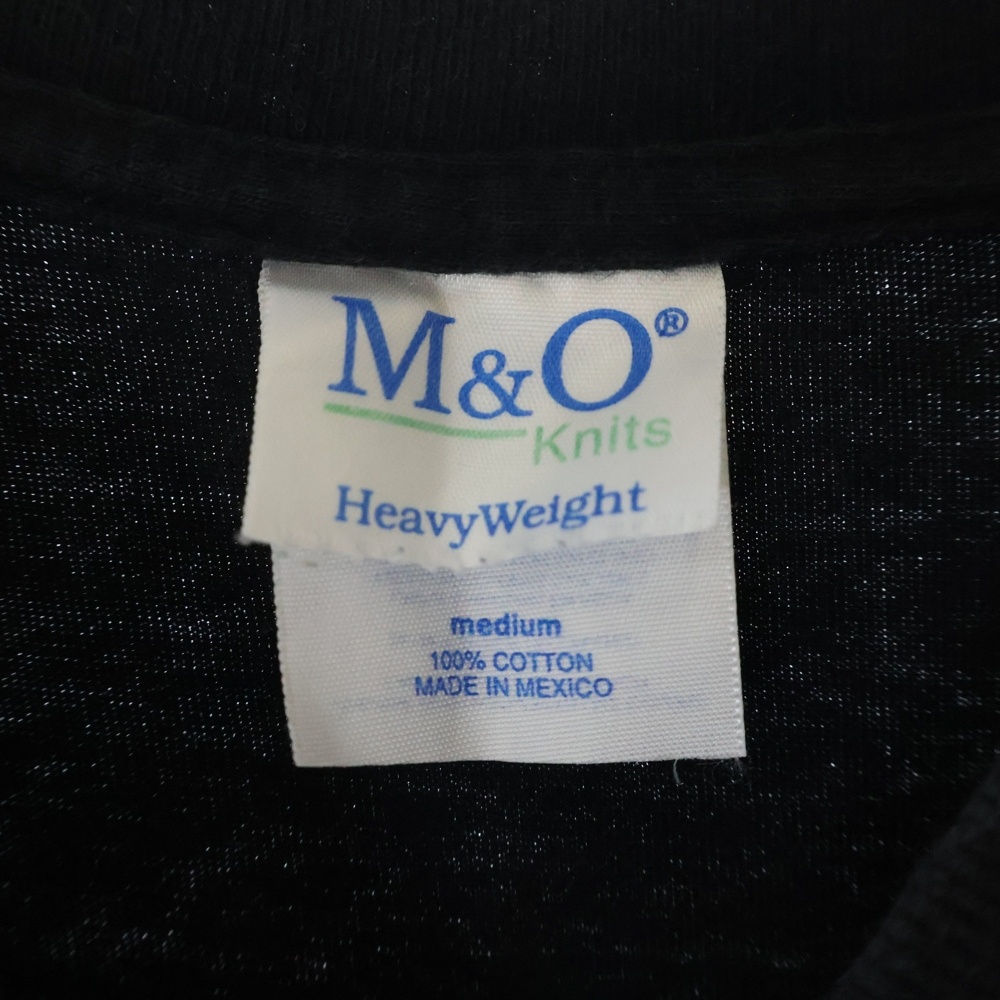 M&O®
Knits
HeavyWeight
medium
100% COTTON
MADE IN MEXICO